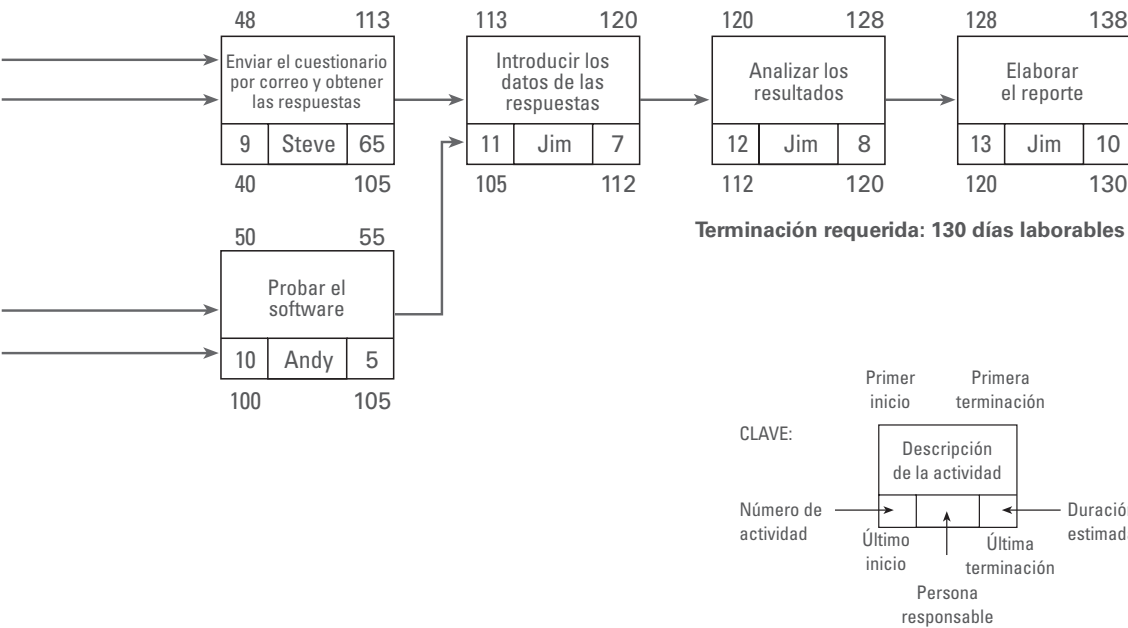 48 113
Enviar el cuestionario
por correo y obtener
las respuestas
9 Steve 65
40 105
113 120
Introducir los
datos de las
respuestas
11 Jim 7
105 112
120 128
Analizar los
resultados
12 Jim 8
112 120
128 138
Elaborar
el reporte
13 Jim 10
120 130
Terminación requerida: 130 días laborables
50 55
Probar el
software
10 Andy 5
100 105
CLAVE:
Primer
inicio
Primera
terminación
Descripción
de la actividad
Número de
actividad
Duración
estimada
Último
inicio
Última
terminación
Persona
responsable